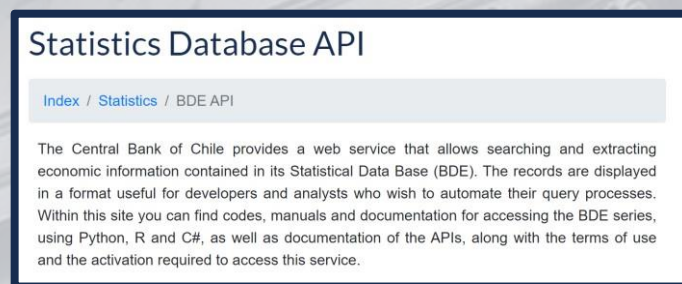 Statistics Database API
Index / Statistics / BDE API
The Central Bank of Chile provides a web service that allows searching and extracting
economic information contained in its Statistical Data Base (BDE). The records are displayed
in a format useful for developers and analysts who wish to automate their query processes.
Within this site you can find codes, manuals and documentation for accessing the BDE series,
using Python, R and C#, as well as documentation of the APIs, along with the terms of use
and the activation required to access this service.